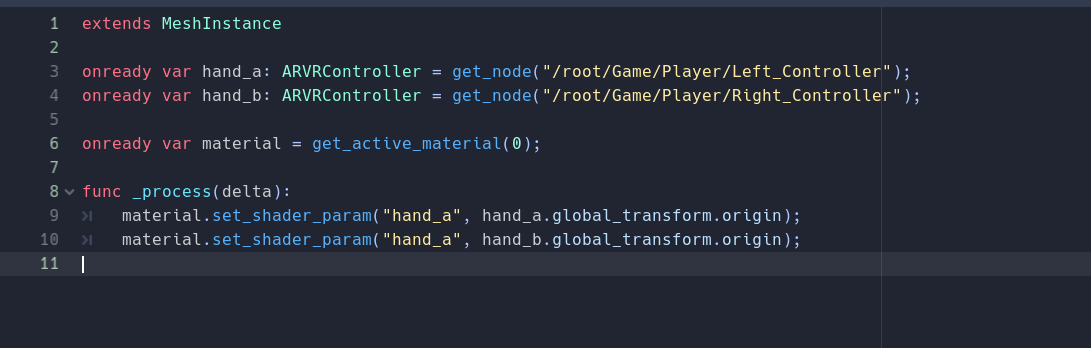 1 extends MeshInstance
2
3 onready var hand_a: ARVRController = get_node("/root/Game/Player/Left_Controller");
4 onready var hand_b: ARVRController = get_node("/root/Game/Player/Right_Controller");
5
6 onready var material = get_active_material(0);
7
8 func _process(delta):
9 material.set_shader_param("hand_a", hand_a.global_transform.origin);
10 material.set_shader_param("hand_a", hand_b.global_transform.origin);
11